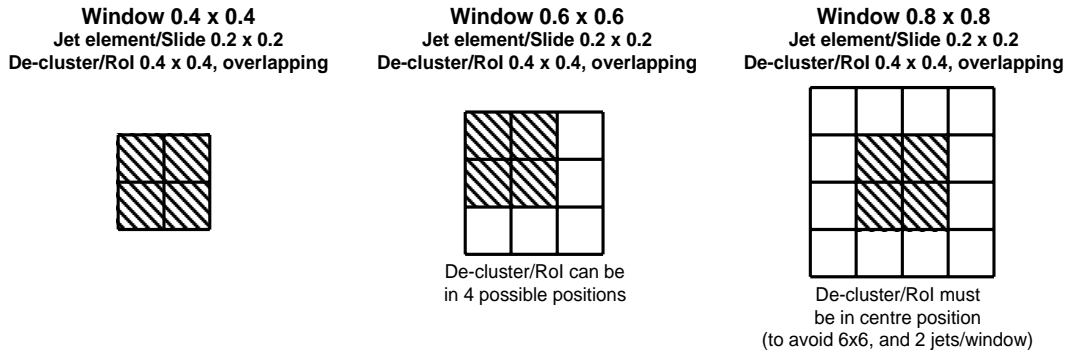 Window 0.4 x 0.4
Jet element/Slide 0.2 x 0.2
De-cluster/RoI 0.4 x 0.4, overlapping
Window 0.6 x 0.6
Jet element/Slide 0.2 x 0.2
De-cluster/RoI 0.4 x 0.4, overlapping
De-cluster/RoI can be
in 4 possible positions
Window 0.8 x 0.8
Jet element/Slide 0.2 x 0.2
De-cluster/RoI 0.4 x 0.4, overlapping
De-cluster/RoI must
be in centre position
(to avoid 6x6, and 2 jets/window)